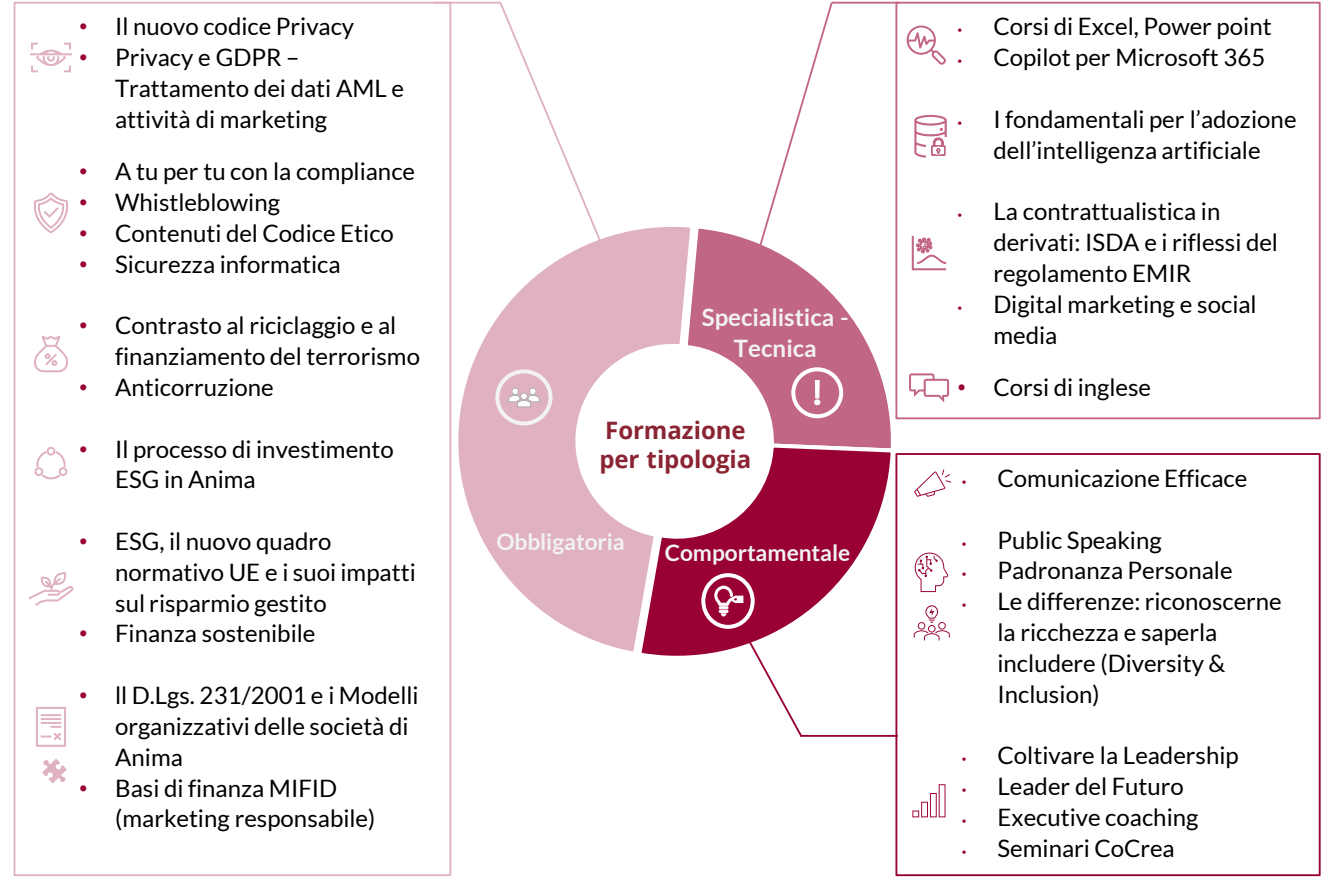 • Il nuovo codice Privacy
• Privacy e GDPR –
Trattamento dei dati AML e
attività di marketing
• A tu per tu con la compliance
• Whistleblowing
• Contenuti del Codice Etico
• Sicurezza informatica
• Contrasto al riciclaggio e al
finanziamento del terrorismo
• Anticorruzione
• Il processo di investimento
ESG in Anima
• ESG, il nuovo quadro
normativo UE e i suoi impatti
sul risparmio gestito
• Finanza sostenibile
• Il D.Lgs. 231/2001 e i Modelli
organizzativi delle società di
Anima
• Basi di finanza MIFID
(marketing responsabile)
Specialistica -
Tecnica
Formazione
per tipologia
Obbligatoria
Comportamentale
• Corsi di Excel, Power point
• Copilot per Microsoft 365
• I fondamentali per l’adozione
dell’intelligenza artificiale
• La contrattualistica in
derivati: ISDA e i riflessi del
regolamento EMIR
• Digital marketing e social
media
• Corsi di inglese
• Comunicazione Efficace
• Public Speaking
• Padronanza Personale
• Le differenze: riconoscerne
la ricchezza e saperla
includere (Diversity &
Inclusion)
• Coltivare la Leadership
• Leader del Futuro
• Executive coaching
• Seminari CoCrea